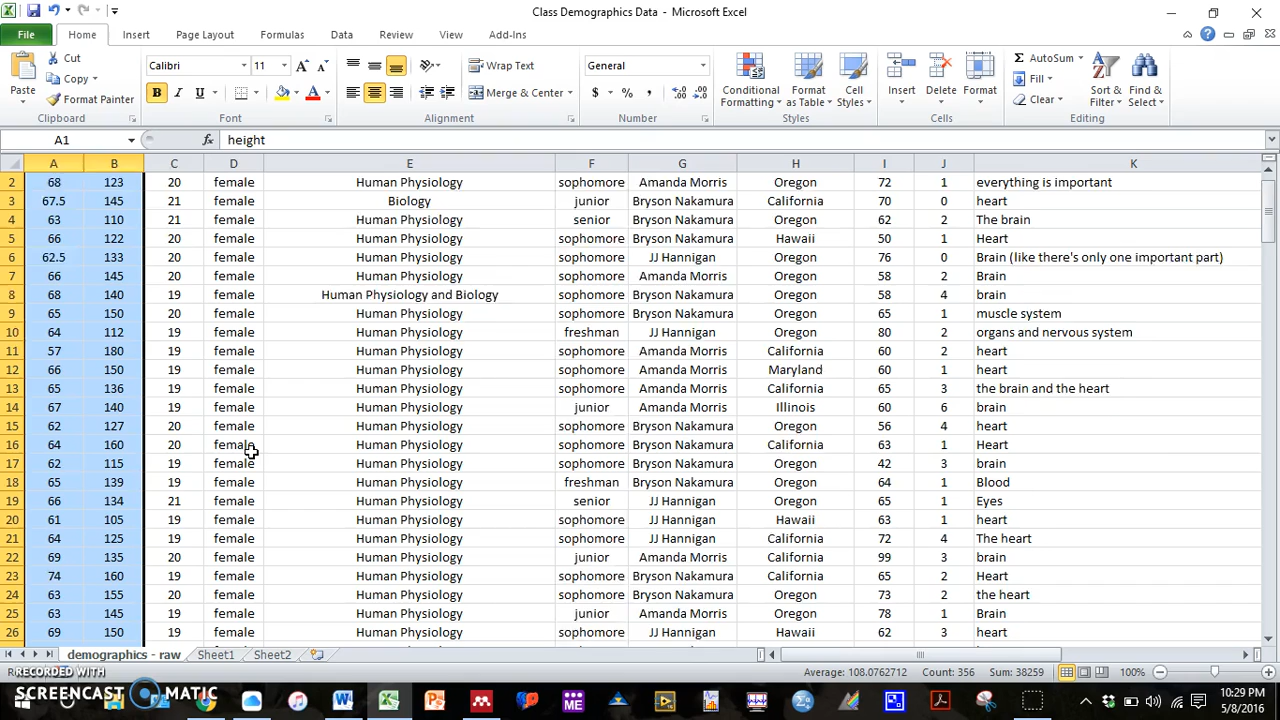 Class Demographics Data - Microsoft Excel
File Home Insert Page Layout Formulas Data Review View Add-Ins
Cut
Copy
Format Painter
Paste
Clipboard
Calibri 11
B I U A
Font
Wrap Text
Merge & Center
Alignment
General
$ % ,
Number
Conditional Formatting
Format as Table
Cell Styles
Styles
Insert Delete Format
Cells
AutoSum
Fill
Clear
Sort & Filter
Find & Select
Editing
A1 fx height
A B C D E F G H I J K
2 68 123 20 female Human Physiology sophomore Amanda Morris Oregon 72 1 everything is important
3 67.5 145 21 female Biology junior Bryson Nakamura California 70 0 heart
4 63 110 21 female Human Physiology senior Bryson Nakamura Oregon 62 2 The brain
5 66 122 20 female Human Physiology sophomore Bryson Nakamura Hawaii 50 1 Heart
6 62.5 133 20 female Human Physiology sophomore JJ Hannigan Oregon 76 0 Brain (like there's only one important part)
7 66 145 20 female Human Physiology sophomore Amanda Morris Oregon 58 2 Brain
8 68 140 19 female Human Physiology and Biology sophomore Bryson Nakamura Oregon 58 4 brain
9 65 150 20 female Human Physiology sophomore Bryson Nakamura Oregon 65 1 muscle system
10 64 112 19 female Human Physiology freshman JJ Hannigan Oregon 80 2 organs and nervous system
11 57 180 19 female Human Physiology sophomore Amanda Morris California 60 2 heart
12 66 150 19 female Human Physiology sophomore Amanda Morris Maryland 60 1 heart
13 65 136 19 female Human Physiology sophomore Amanda Morris California 65 3 the brain and the heart
14 67 140 19 female Human Physiology junior Amanda Morris Illinois 60 6 brain
15 62 127 20 female Human Physiology sophomore Bryson Nakamura Oregon 56 4 heart
16 64 160 20 female Human Physiology sophomore Bryson Nakamura California 63 1 Heart
17 62 115 19 female Human Physiology sophomore Bryson Nakamura Oregon 42 3 brain
18 65 139 19 female Human Physiology freshman Bryson Nakamura Oregon 64 1 Blood
19 66 134 21 female Human Physiology senior JJ Hannigan Oregon 65 1 Eyes
20 61 105 19 female Human Physiology sophomore JJ Hannigan Hawaii 63 1 heart
21 64 125 19 female Human Physiology sophomore JJ Hannigan California 72 4 The heart
22 69 135 20 female Human Physiology junior Amanda Morris California 99 3 brain
23 74 160 19 female Human Physiology sophomore Bryson Nakamura California 65 2 Heart
24 63 155 20 female Human Physiology sophomore Bryson Nakamura Oregon 73 2 the heart
25 63 145 19 female Human Physiology junior Amanda Morris Oregon 78 1 Brain
26 69 150 19 female Human Physiology sophomore JJ Hannigan Hawaii 62 3 heart
demographics - raw Sheet1 Sheet2
Average: 108.0762712 Count: 356 Sum: 38259 100%
RECORDED WITH
SCREENCAST MATIC
ME
10:29 PM
5/8/2016